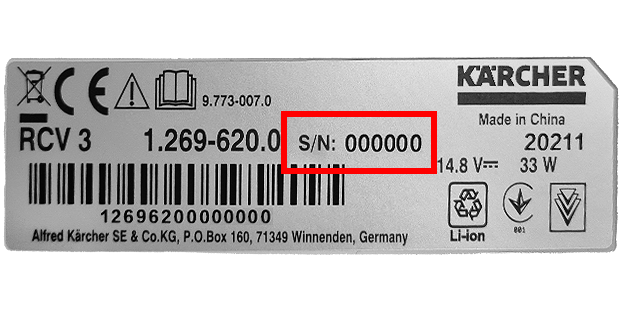 KÄRCHER
9.773-007.0
Made in China
RCV 3 1.269-620.0 S/N: 000000 20211
14.8 V⎓ 33 W
12696200000000
Li-ion
001
Alfred Kärcher SE & Co.KG, P.O.Box 160, 71349 Winnenden, Germany